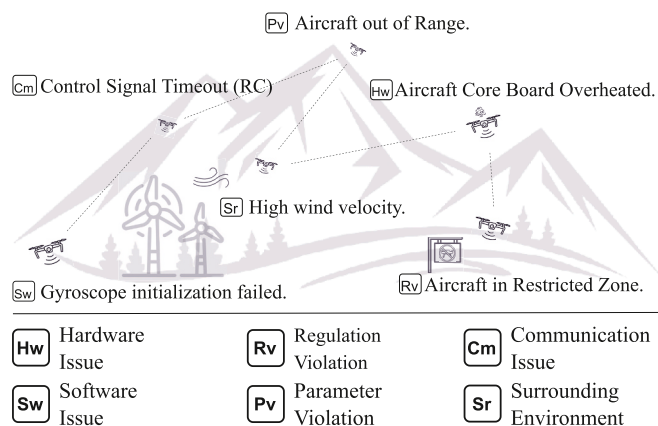 Pv Aircraft out of Range.
Cm Control Signal Timeout (RC)
Hw Aircraft Core Board Overheated.
Sr High wind velocity.
Sw Gyroscope initialization failed.
Rv Aircraft in Restricted Zone.
Hw Hardware Issue
Rv Regulation Violation
Cm Communication Issue
Sw Software Issue
Pv Parameter Violation
Sr Surrounding Environment